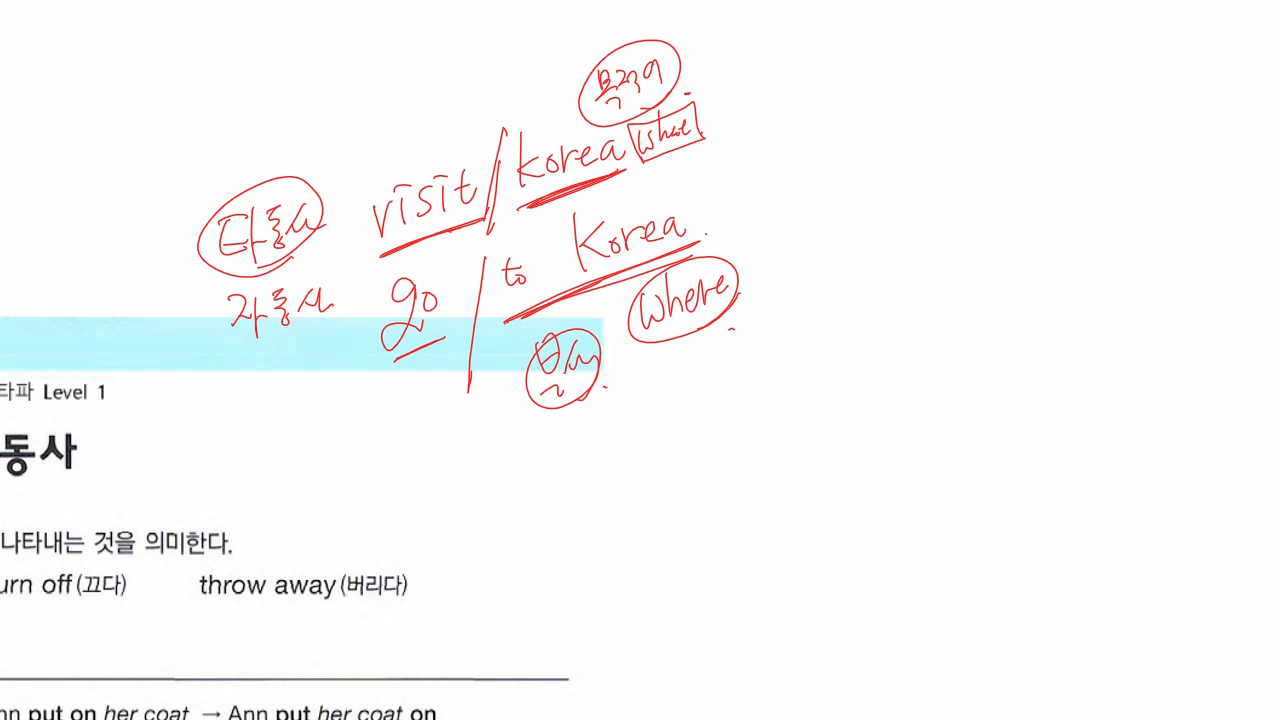 목적어
타동사 visit / korea what
자동사 go / to Korea.
where
부사
타파 Level 1
동사
나타내는 것을 의미한다.
urn off (끄다) throw away (버리다)
nn put on her coat → Ann put her coat on